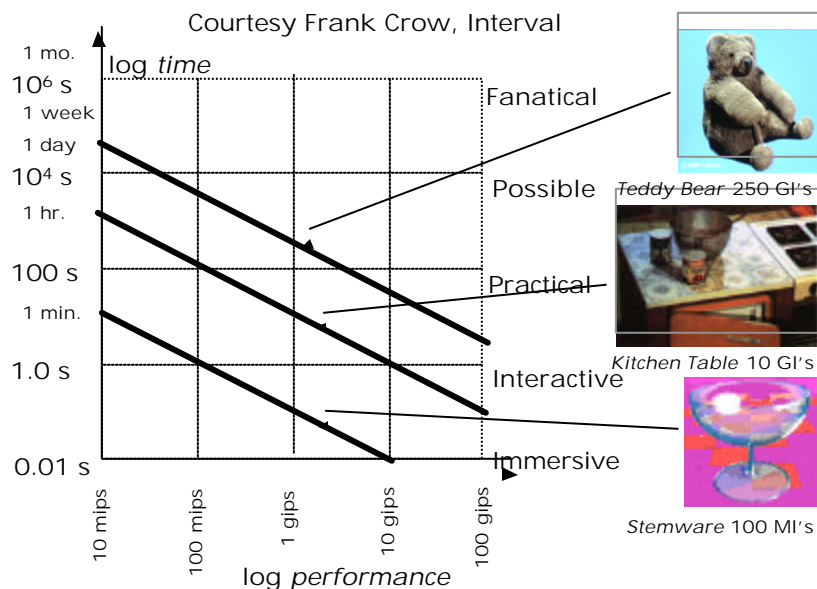 Courtesy Frank Crow, Interval
log time
1 mo.
10⁶ s
1 week
1 day
10⁴ s
1 hr.
100 s
1 min.
1.0 s
0.01 s
Fanatical
Possible
Practical
Interactive
Immersive
10 mips
100 mips
1 gips
10 gips
100 gips
log performance
Teddy Bear 250 GI's
Kitchen Table 10 GI's
Stemware 100 MI's